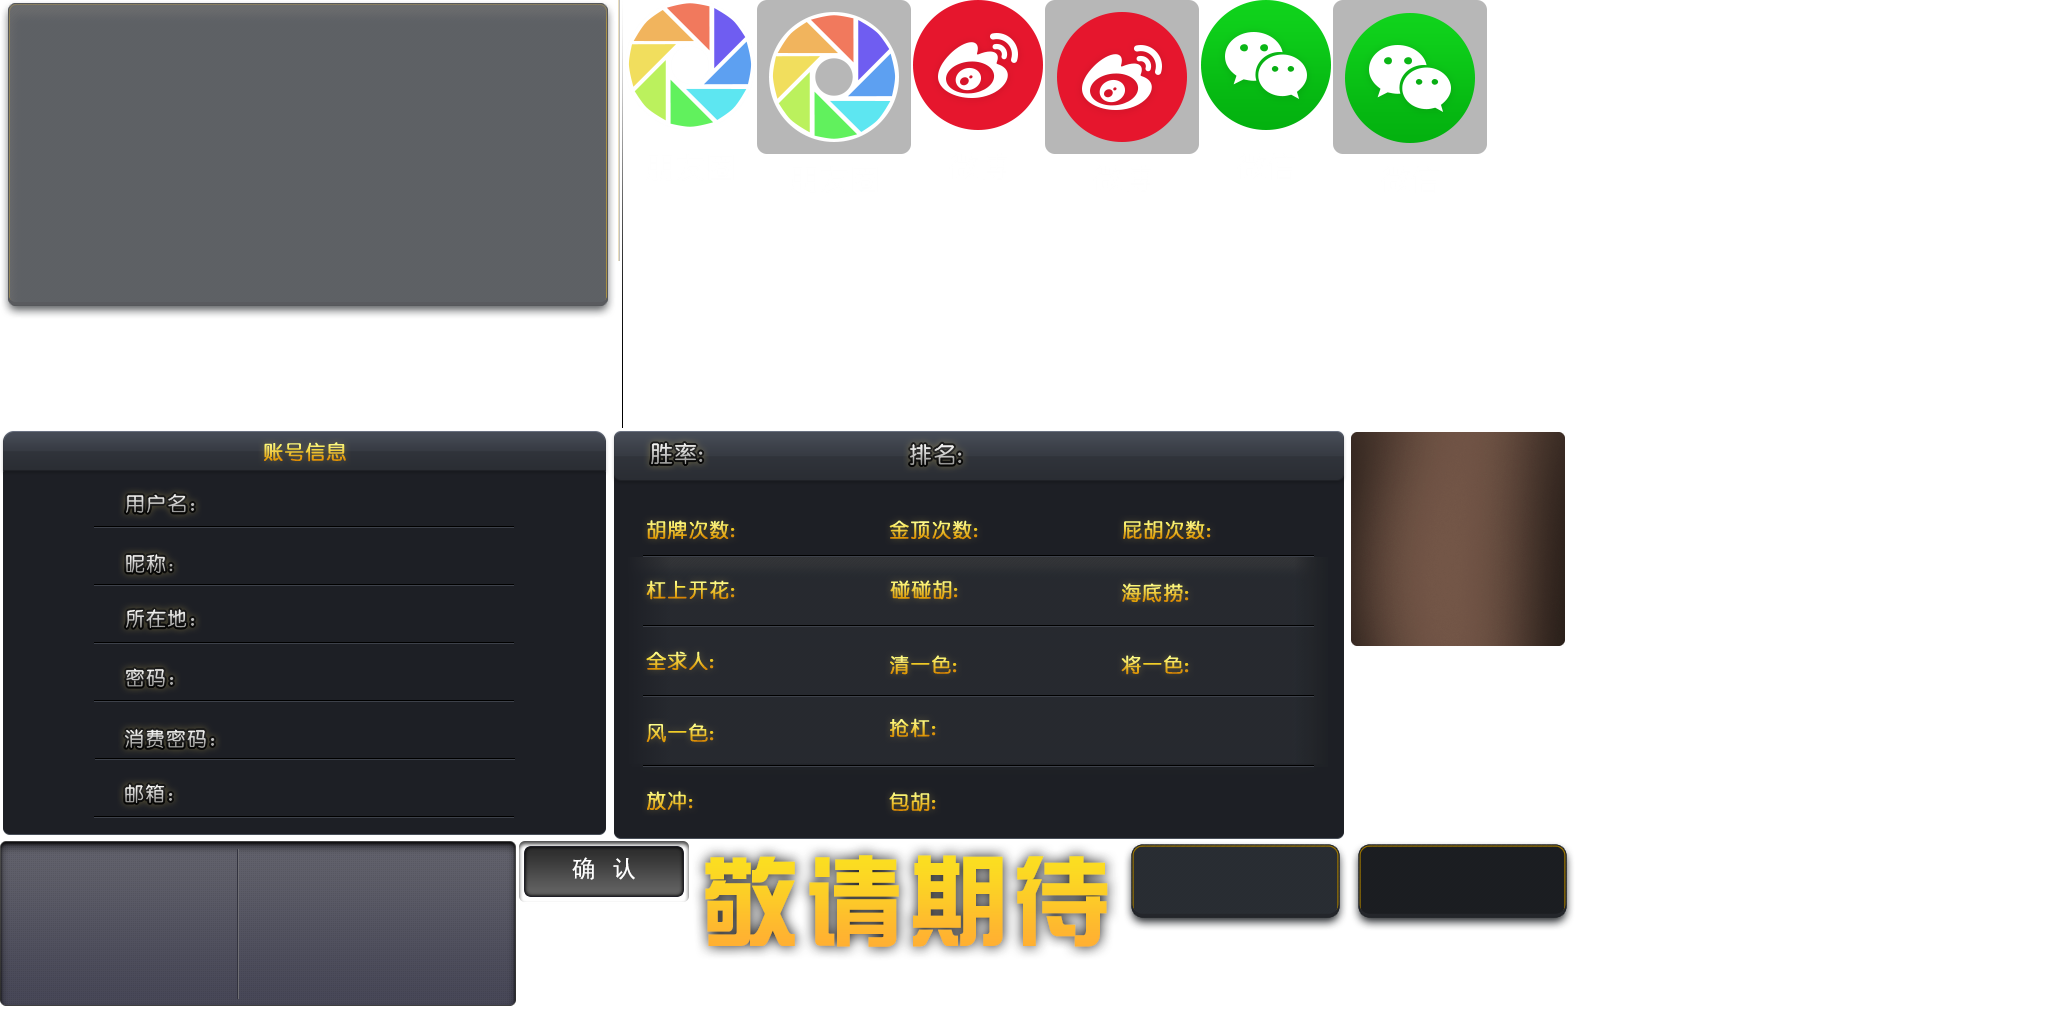 账号信息
用户名:
昵称:
所在地:
密码:
消费密码:
邮箱:
胜率: 排名:
胡牌次数: 金顶次数: 屁胡次数:
杠上开花: 碰碰胡: 海底捞:
全求人: 清一色: 将一色:
风一色: 抢杠:
放冲: 包胡:
确 认
敬请期待